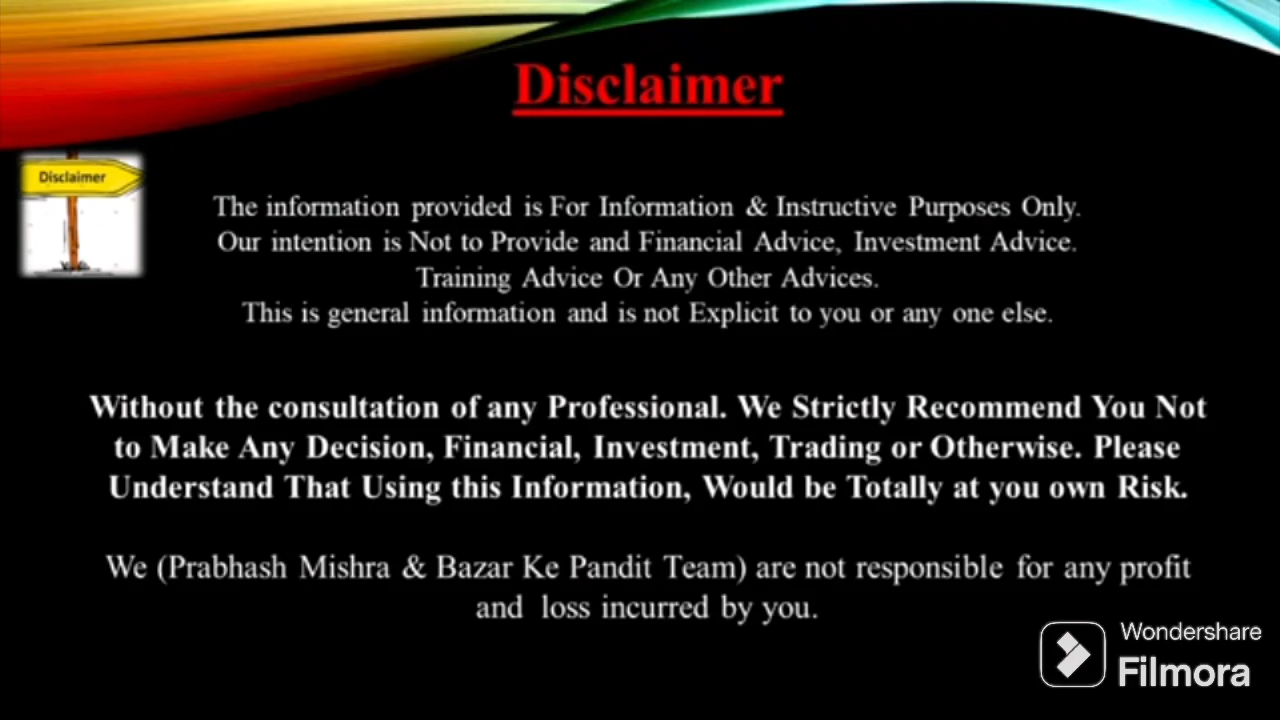 Disclaimer
Disclaimer
The information provided is For Information & Instructive Purposes Only.
Our intention is Not to Provide and Financial Advice, Investment Advice.
Training Advice Or Any Other Advices.
This is general information and is not Explicit to you or any one else.
Without the consultation of any Professional. We Strictly Recommend You Not
to Make Any Decision, Financial, Investment, Trading or Otherwise. Please
Understand That Using this Information, Would be Totally at you own Risk.
We (Prabhash Mishra & Bazar Ke Pandit Team) are not responsible for any profit
and loss incurred by you.
Wondershare
Filmora